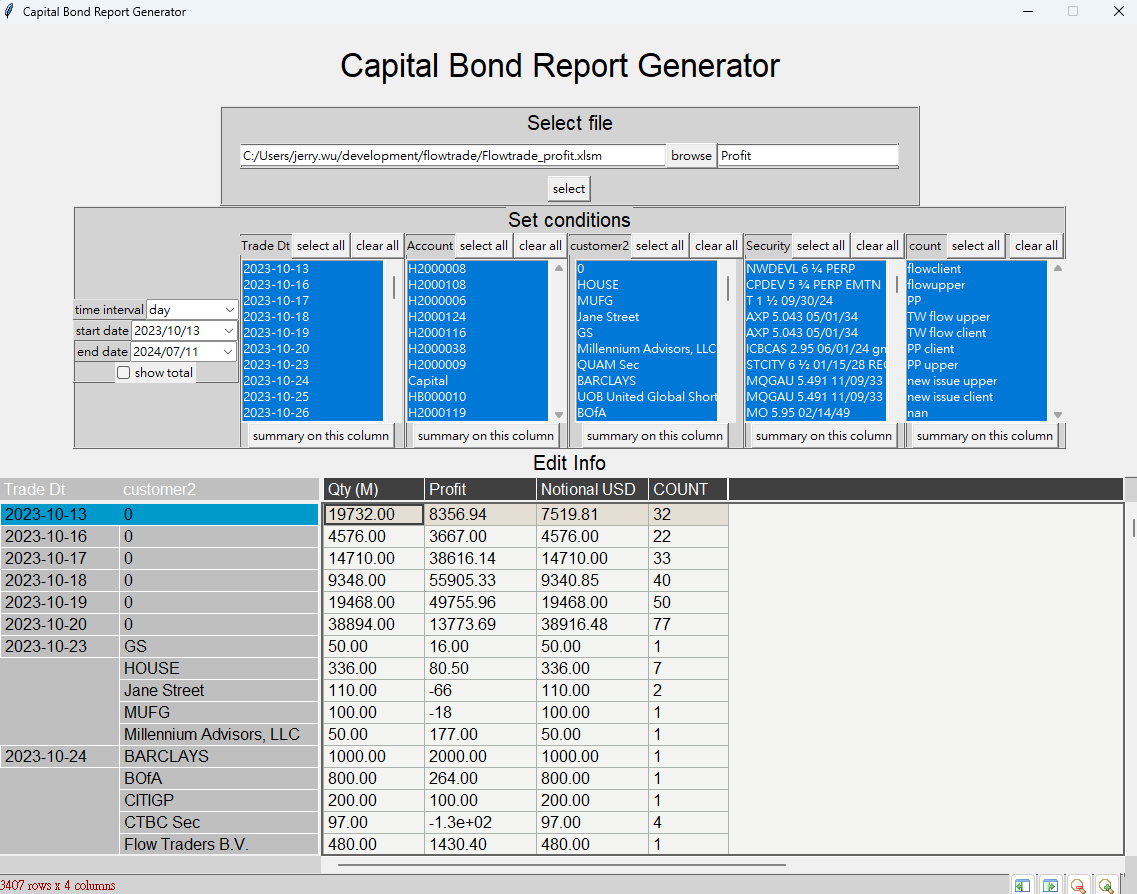 Capital Bond Report Generator
Capital Bond Report Generator
Select file
C:/Users/jerry.wu/development/flowtrade/Flowtrade_profit.xlsm browse Profit
select
Set conditions
Trade Dt select all clear all Account select all clear all customer2 select all clear all Security select all clear all count select all clear all
2023-10-13 H2000008 0 NWDEVL 6 ¼ PERP flowclient
2023-10-16 H2000108 HOUSE CPDEV 5 ¾ PERP EMTN flowupper
2023-10-17 H2000006 MUFG T 1 ½ 09/30/24 PP
time interval day
2023-10-18 H2000124 Jane Street AXP 5.043 05/01/34 TW flow upper
start date 2023/10/13
2023-10-19 H2000116 GS AXP 5.043 05/01/34 TW flow client
end date 2024/07/11
2023-10-20 H2000038 Millennium Advisors, LLC ICBCAS 2.95 06/01/24 gm PP client
2023-10-23 H2000009 QUAM Sec STCITY 6 ½ 01/15/28 REG PP upper
show total
2023-10-24 Capital BARCLAYS MQGAU 5.491 11/09/33 new issue upper
2023-10-25 HB000010 UOB United Global Short MQGAU 5.491 11/09/33 new issue client
2023-10-26 H2000119 BOfA MO 5.95 02/14/49 nan
summary on this column summary on this column summary on this column summary on this column summary on this column
Edit Info
Trade Dt customer2 Qty (M) Profit Notional USD COUNT
2023-10-13 0 19732.00 8356.94 7519.81 32
2023-10-16 0 4576.00 3667.00 4576.00 22
2023-10-17 0 14710.00 38616.14 14710.00 33
2023-10-18 0 9348.00 55905.33 9340.85 40
2023-10-19 0 19468.00 49755.96 19468.00 50
2023-10-20 0 38894.00 13773.69 38916.48 77
2023-10-23 GS 50.00 16.00 50.00 1
HOUSE 336.00 80.50 336.00 7
Jane Street 110.00 -66 110.00 2
MUFG 100.00 -18 100.00 1
Millennium Advisors, LLC 50.00 177.00 50.00 1
2023-10-24 BARCLAYS 1000.00 2000.00 1000.00 1
BOfA 800.00 264.00 800.00 1
CITIGP 200.00 100.00 200.00 1
CTBC Sec 97.00 -1.3e+02 97.00 4
Flow Traders B.V. 480.00 1430.40 480.00 1
3407 rows x 4 columns